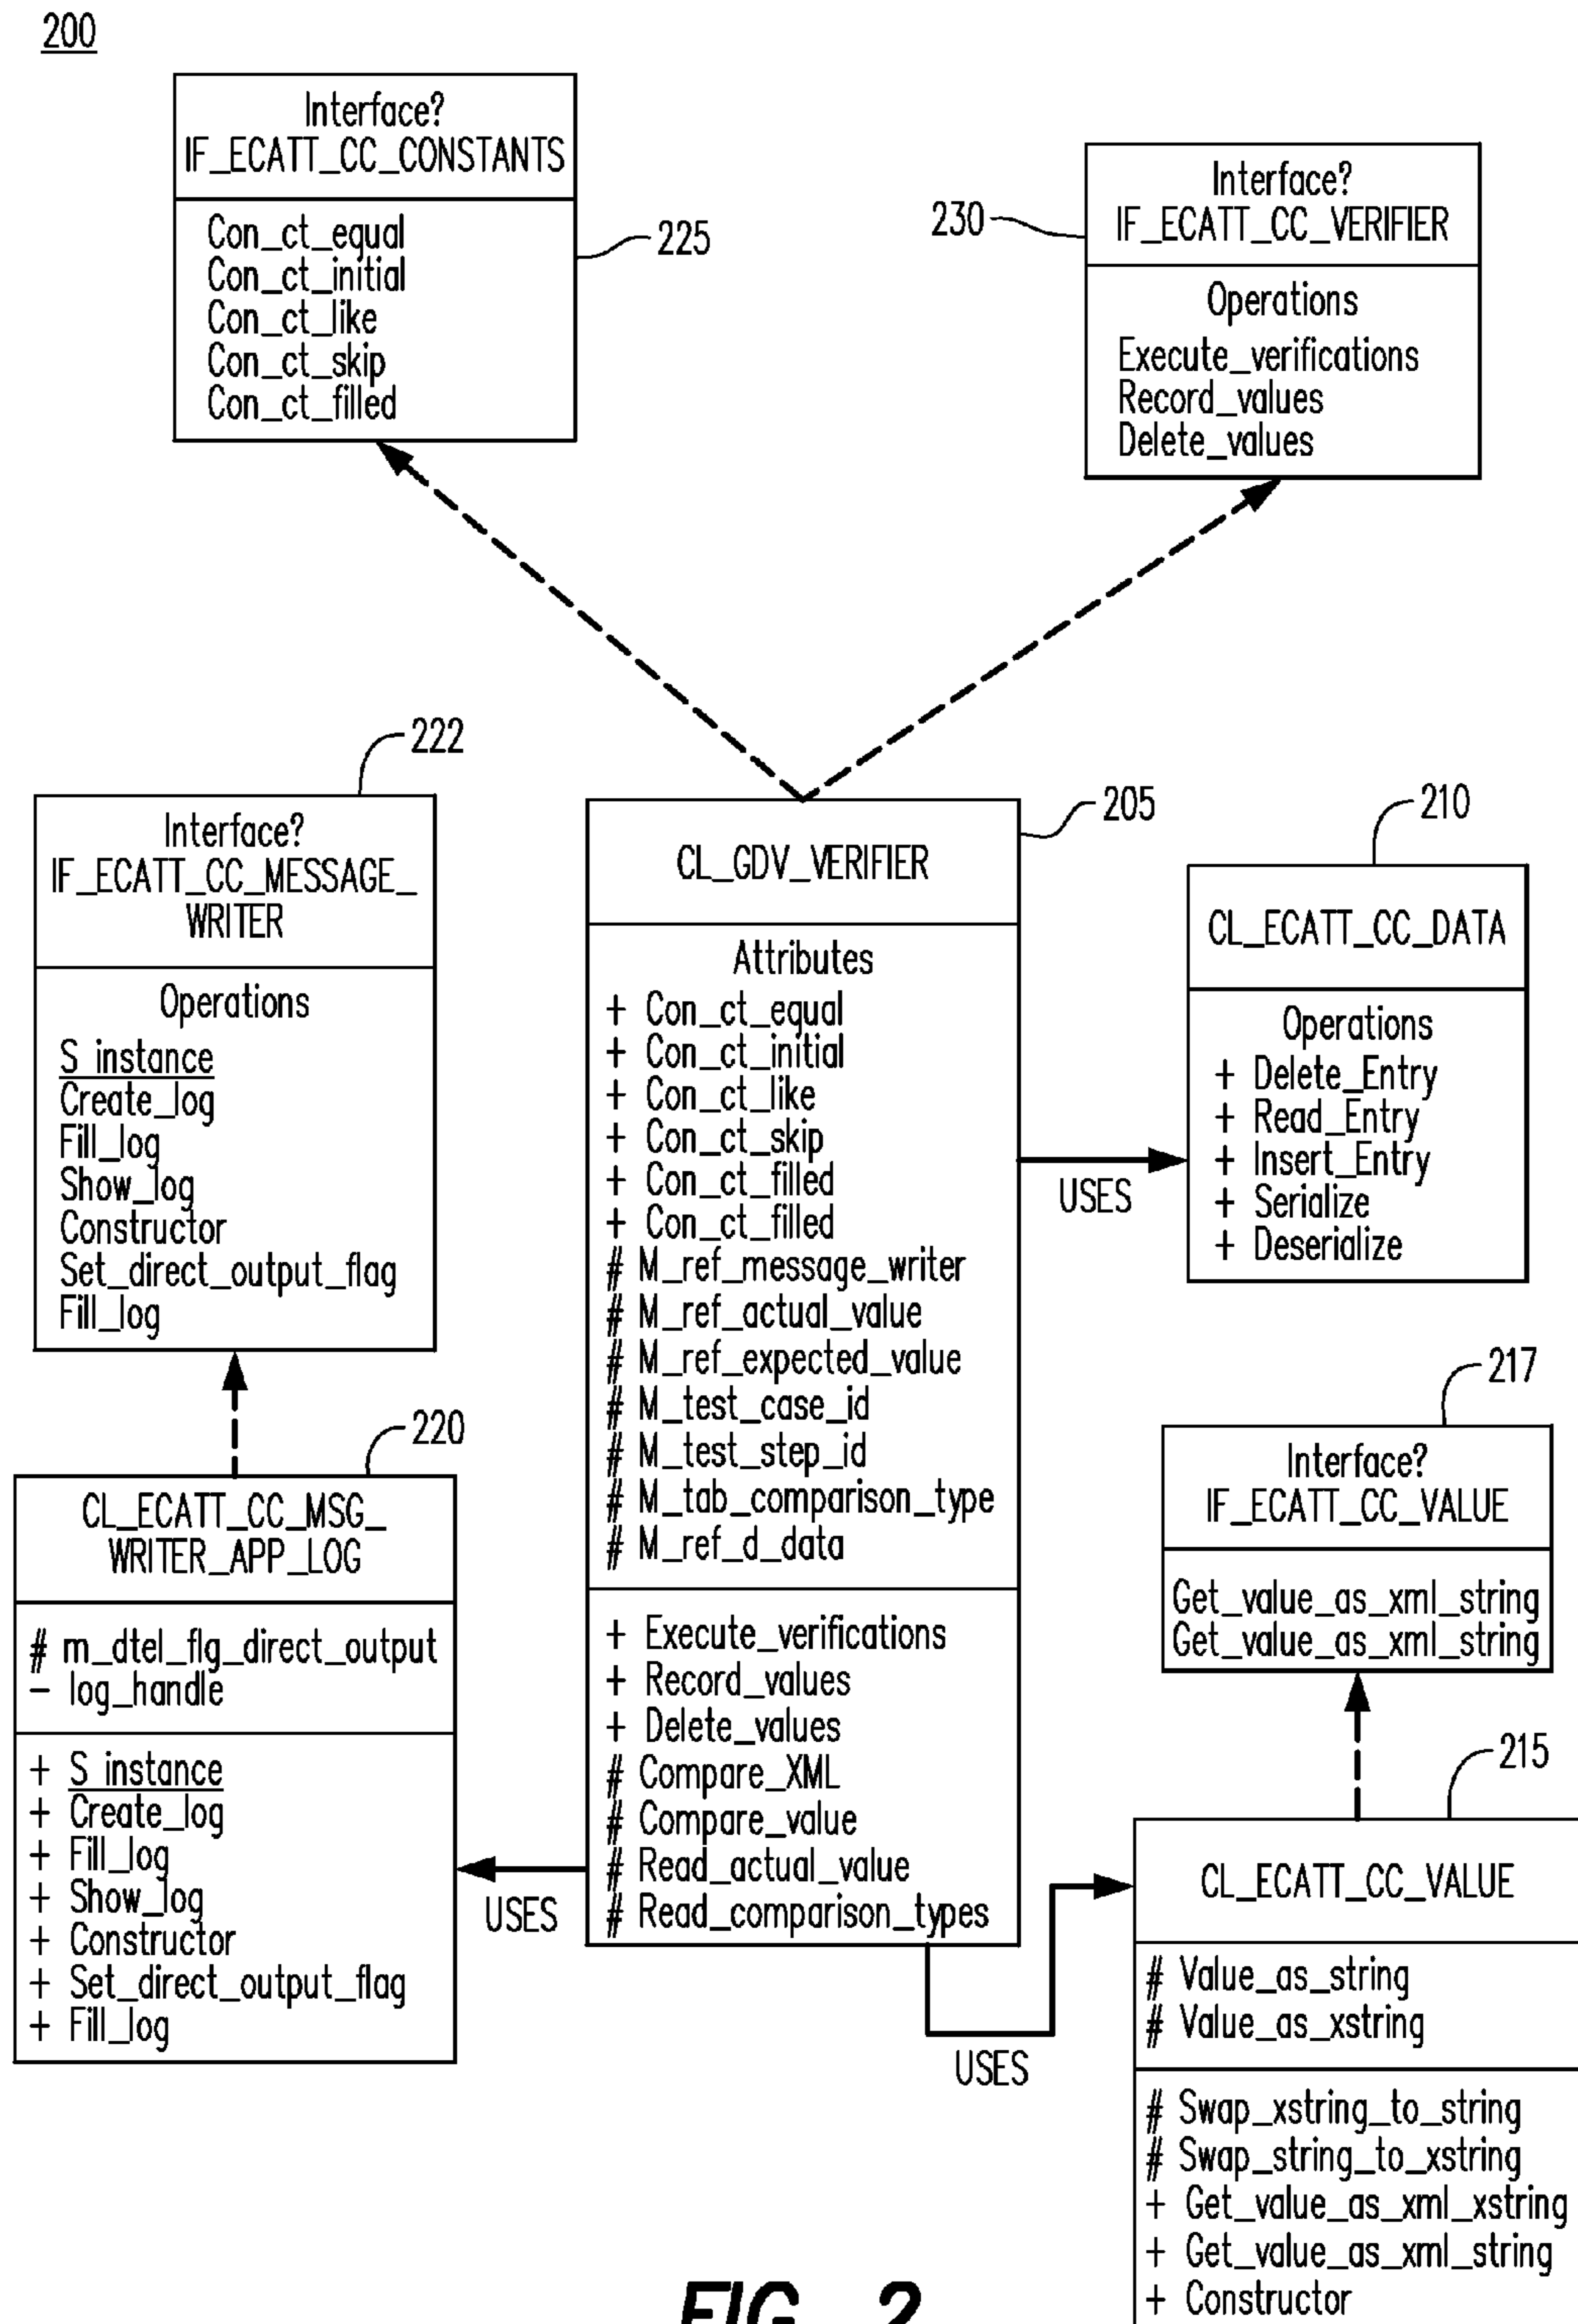 200
Interface?
IF_ECATT_CC_CONSTANTS
Con_ct_equal
Con_ct_initial
Con_ct_like
Con_ct_skip
Con_ct_filled
225
230
Interface?
IF_ECATT_CC_VERIFIER
Operations
Execute_verifications
Record_values
Delete_values
222
Interface?
IF_ECATT_CC_MESSAGE_
WRITER
Operations
S_instance
Create_log
Fill_log
Show_log
Constructor
Set_direct_output_flag
Fill_log
205
CL_GDV_VERIFIER
Attributes
+ Con_ct_equal
+ Con_ct_initial
+ Con_ct_like
+ Con_ct_skip
+ Con_ct_filled
+ Con_ct_filled
# M_ref_message_writer
# M_ref_actual_value
# M_ref_expected_value
# M_test_case_id
# M_test_step_id
# M_tab_comparison_type
# M_ref_d_data
+ Execute_verifications
+ Record_values
+ Delete_values
# Compare_XML
# Compare_value
# Read_actual_value
# Read_comparison_types
210
CL_ECATT_CC_DATA
Operations
+ Delete_Entry
+ Read_Entry
+ Insert_Entry
+ Serialize
+ Deserialize
USES
217
Interface?
IF_ECATT_CC_VALUE
Get_value_as_xml_string
Get_value_as_xml_string
220
CL_ECATT_CC_MSG_
WRITER_APP_LOG
# m_dtel_flg_direct_output
- log_handle
+ S_instance
+ Create_log
+ Fill_log
+ Show_log
+ Constructor
+ Set_direct_output_flag
+ Fill_log
USES
USES
215
CL_ECATT_CC_VALUE
# Value_as_string
# Value_as_xstring
# Swap_xstring_to_string
# Swap_string_to_xstring
+ Get_value_as_xml_xstring
+ Get_value_as_xml_string
+ Constructor
FIG. 2